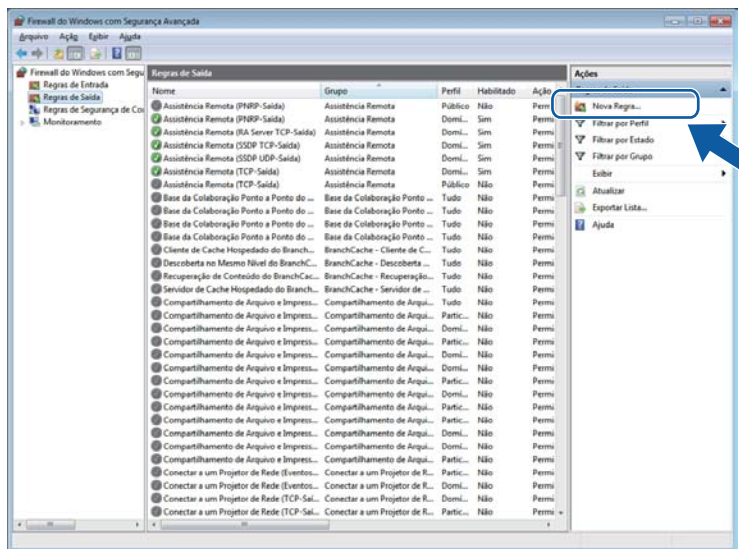 Firewall do Windows com Segurança Avançada
Arquivo Ação Exibir Ajuda
Firewall do Windows com Segu
Regras de Entrada
Regras de Saída
Regras de Segurança de Co
Monitoramento
Regras de Saída
Nome Grupo Perfil Habilitado Ação
Assistência Remota (PNRP-Saída) Assistência Remota Público Não Permi
Assistência Remota (PNRP-Saída) Assistência Remota Domí... Sim Permi
Assistência Remota (RA Server TCP-Saída) Assistência Remota Domí... Sim Permi
Assistência Remota (SSDP TCP-Saída) Assistência Remota Domí... Sim Permi
Assistência Remota (SSDP UDP-Saída) Assistência Remota Domí... Sim Permi
Assistência Remota (TCP-Saída) Assistência Remota Domí... Sim Permi
Assistência Remota (TCP-Saída) Assistência Remota Público Não Permi
Base da Colaboração Ponto a Ponto do ... Base da Colaboração Ponto ... Tudo Não Permi
Base da Colaboração Ponto a Ponto do ... Base da Colaboração Ponto ... Tudo Não Permi
Base da Colaboração Ponto a Ponto do ... Base da Colaboração Ponto ... Tudo Não Permi
Base da Colaboração Ponto a Ponto do ... Base da Colaboração Ponto ... Tudo Não Permi
Cliente de Cache Hospedado do Branch... BranchCache - Cliente de C... Tudo Não Permi
Descoberta no Mesmo Nível do BranchC... BranchCache - Descoberta ... Tudo Não Permi
Recuperação de Conteúdo do BranchCac... BranchCache - Recuperação... Tudo Não Permi
Servidor de Cache Hospedado do Branch... BranchCache - Servidor de ... Tudo Não Permi
Compartilhamento de Arquivo e Impress... Compartilhamento de Arqui... Tudo Não Permi
Compartilhamento de Arquivo e Impress... Compartilhamento de Arqui... Partic... Não Permi
Compartilhamento de Arquivo e Impress... Compartilhamento de Arqui... Domí... Não Permi
Compartilhamento de Arquivo e Impress... Compartilhamento de Arqui... Partic... Não Permi
Compartilhamento de Arquivo e Impress... Compartilhamento de Arqui... Domí... Não Permi
Compartilhamento de Arquivo e Impress... Compartilhamento de Arqui... Domí... Não Permi
Compartilhamento de Arquivo e Impress... Compartilhamento de Arqui... Partic... Não Permi
Compartilhamento de Arquivo e Impress... Compartilhamento de Arqui... Domí... Não Permi
Compartilhamento de Arquivo e Impress... Compartilhamento de Arqui... Partic... Não Permi
Compartilhamento de Arquivo e Impress... Compartilhamento de Arqui... Partic... Não Permi
Compartilhamento de Arquivo e Impress... Compartilhamento de Arqui... Domí... Não Permi
Compartilhamento de Arquivo e Impress... Compartilhamento de Arqui... Domí... Não Permi
Compartilhamento de Arquivo e Impress... Compartilhamento de Arqui... Partic... Não Permi
Conectar a um Projetor de Rede (Eventos... Conectar a um Projetor de R... Partic... Não Permi
Conectar a um Projetor de Rede (Eventos... Conectar a um Projetor de R... Domí... Não Permi
Conectar a um Projetor de Rede (TCP-Saí... Conectar a um Projetor de R... Domí... Não Permi
Conectar a um Projetor de Rede (TCP-Saí... Conectar a um Projetor de R... Partic... Não Permi
Ações
Nova Regra...
Filtrar por Perfil
Filtrar por Estado
Filtrar por Grupo
Exibir
Atualizar
Exportar Lista...
Ajuda